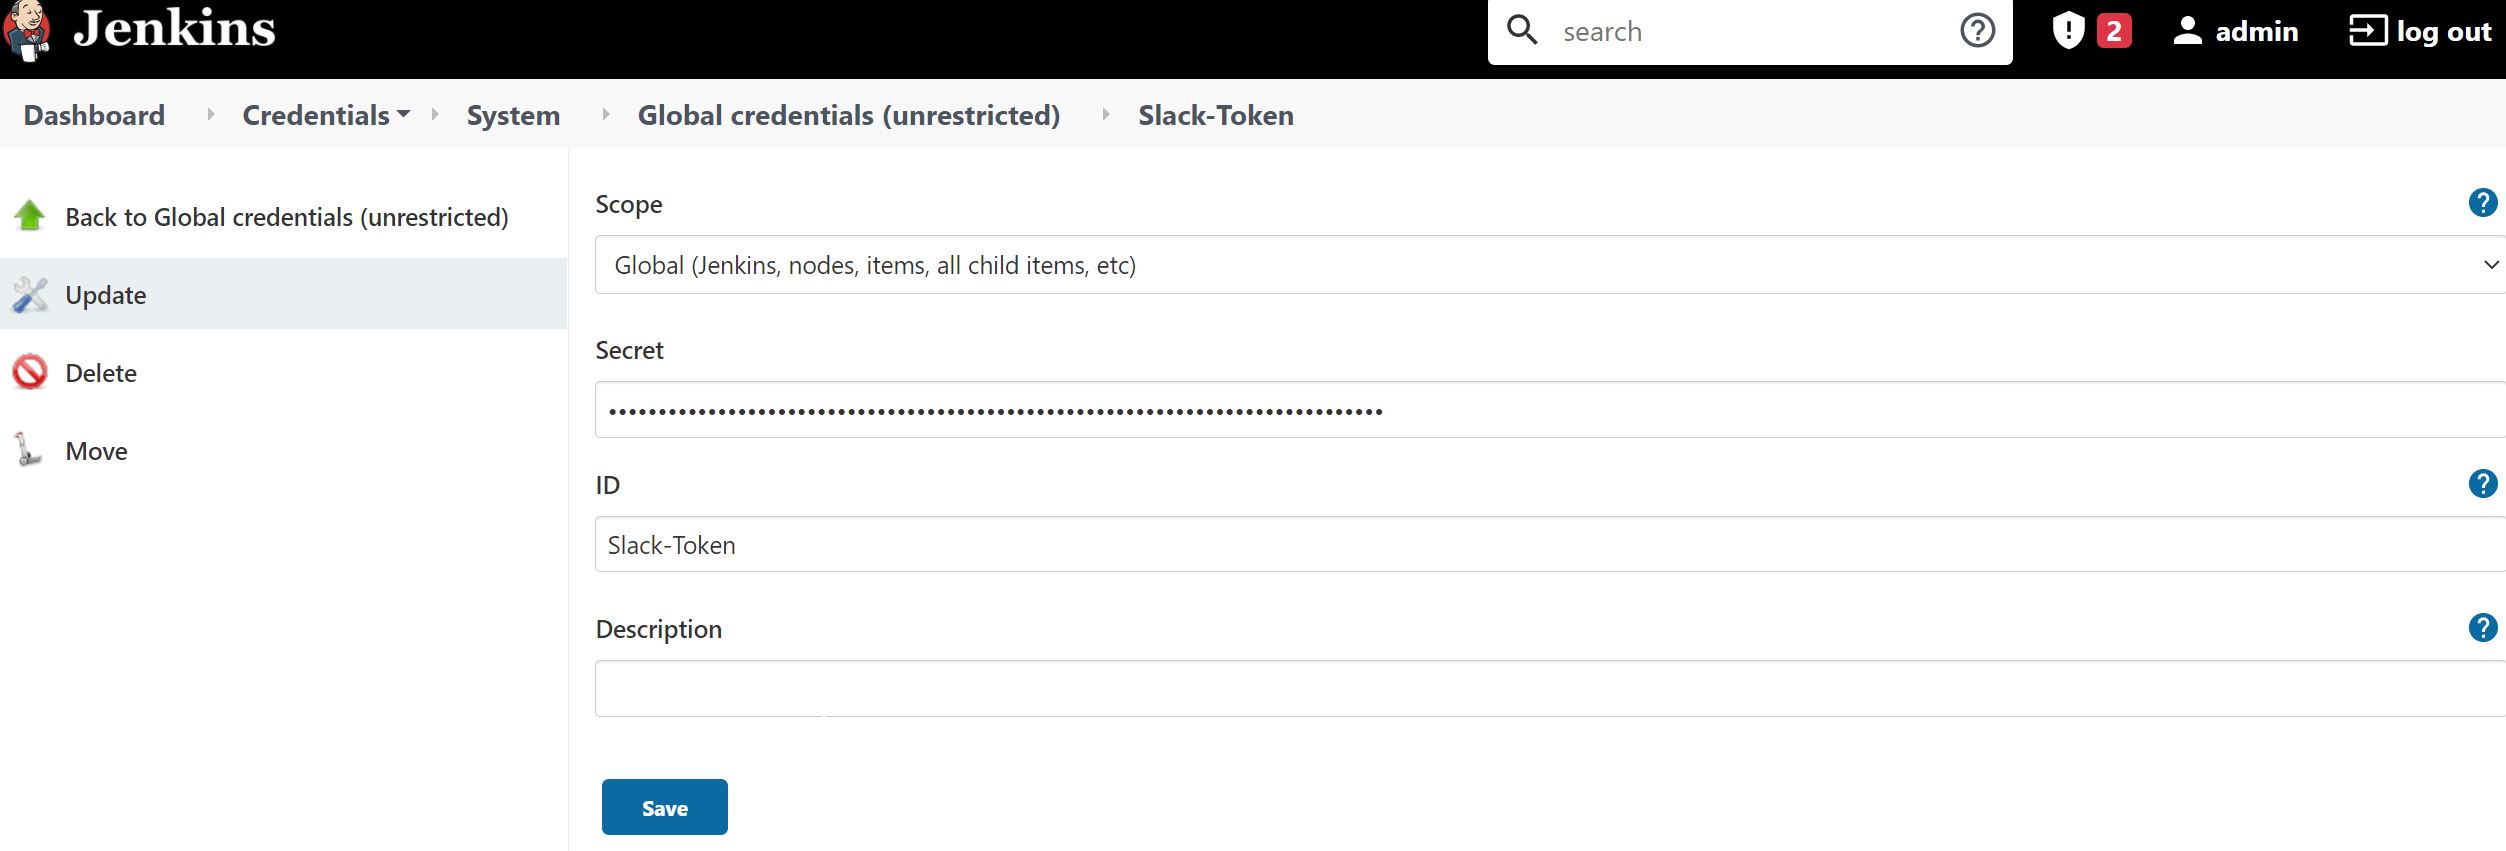 Jenkins
search
2
admin
log out
Dashboard
Credentials
System
Global credentials (unrestricted)
Slack-Token
Back to Global credentials (unrestricted)
Update
Delete
Move
Scope
Global (Jenkins, nodes, items, all child items, etc)
Secret
••••••••••••••••••••••••••••••••••••••••••••••••••••••••••••••••••••••••••••••
ID
Slack-Token
Description
Save